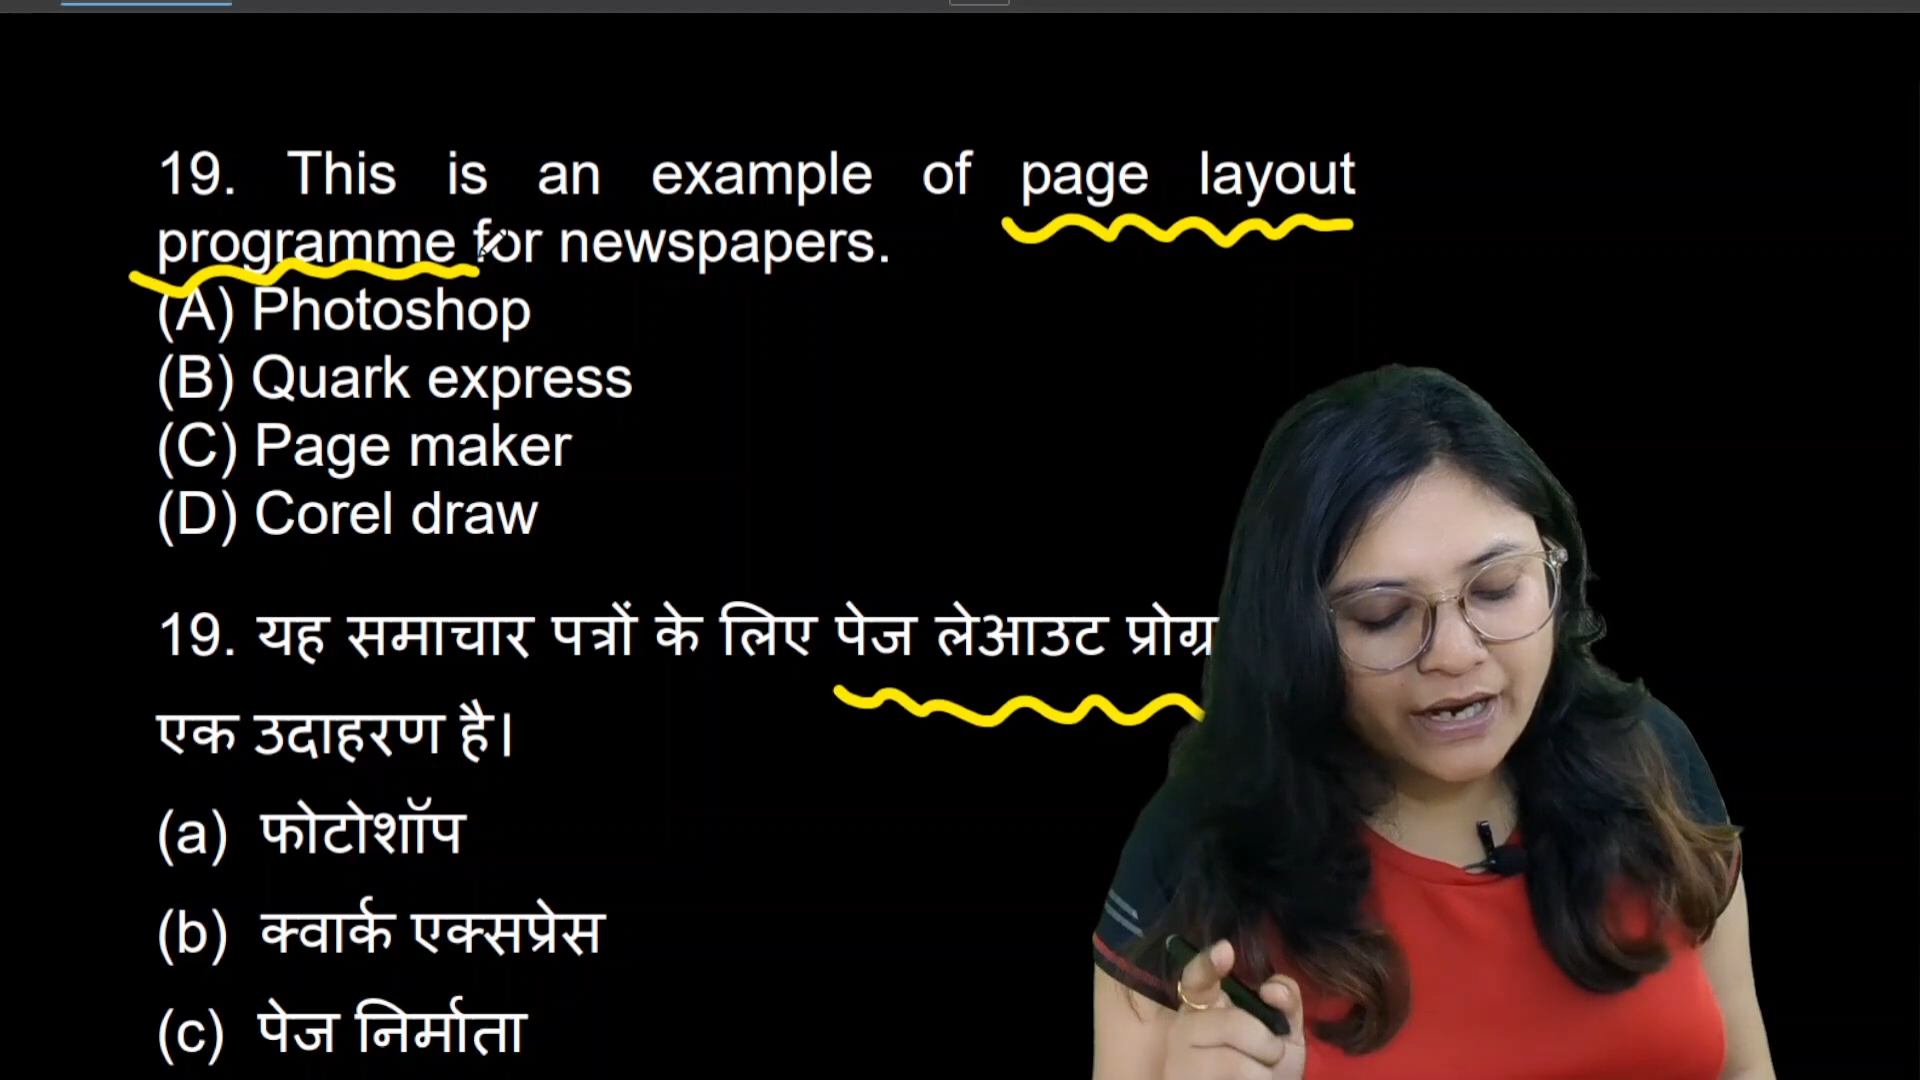 19. This is an example of page layout
programme for newspapers.
(A) Photoshop
(B) Quark express
(C) Page maker
(D) Corel draw
19. यह समाचार पत्रों के लिए पेज लेआउट
एक उदाहरण है।
(a) फोटोशॉप
(b) क्वार्क एक्सप्रेस
(c) पेज निर्माता